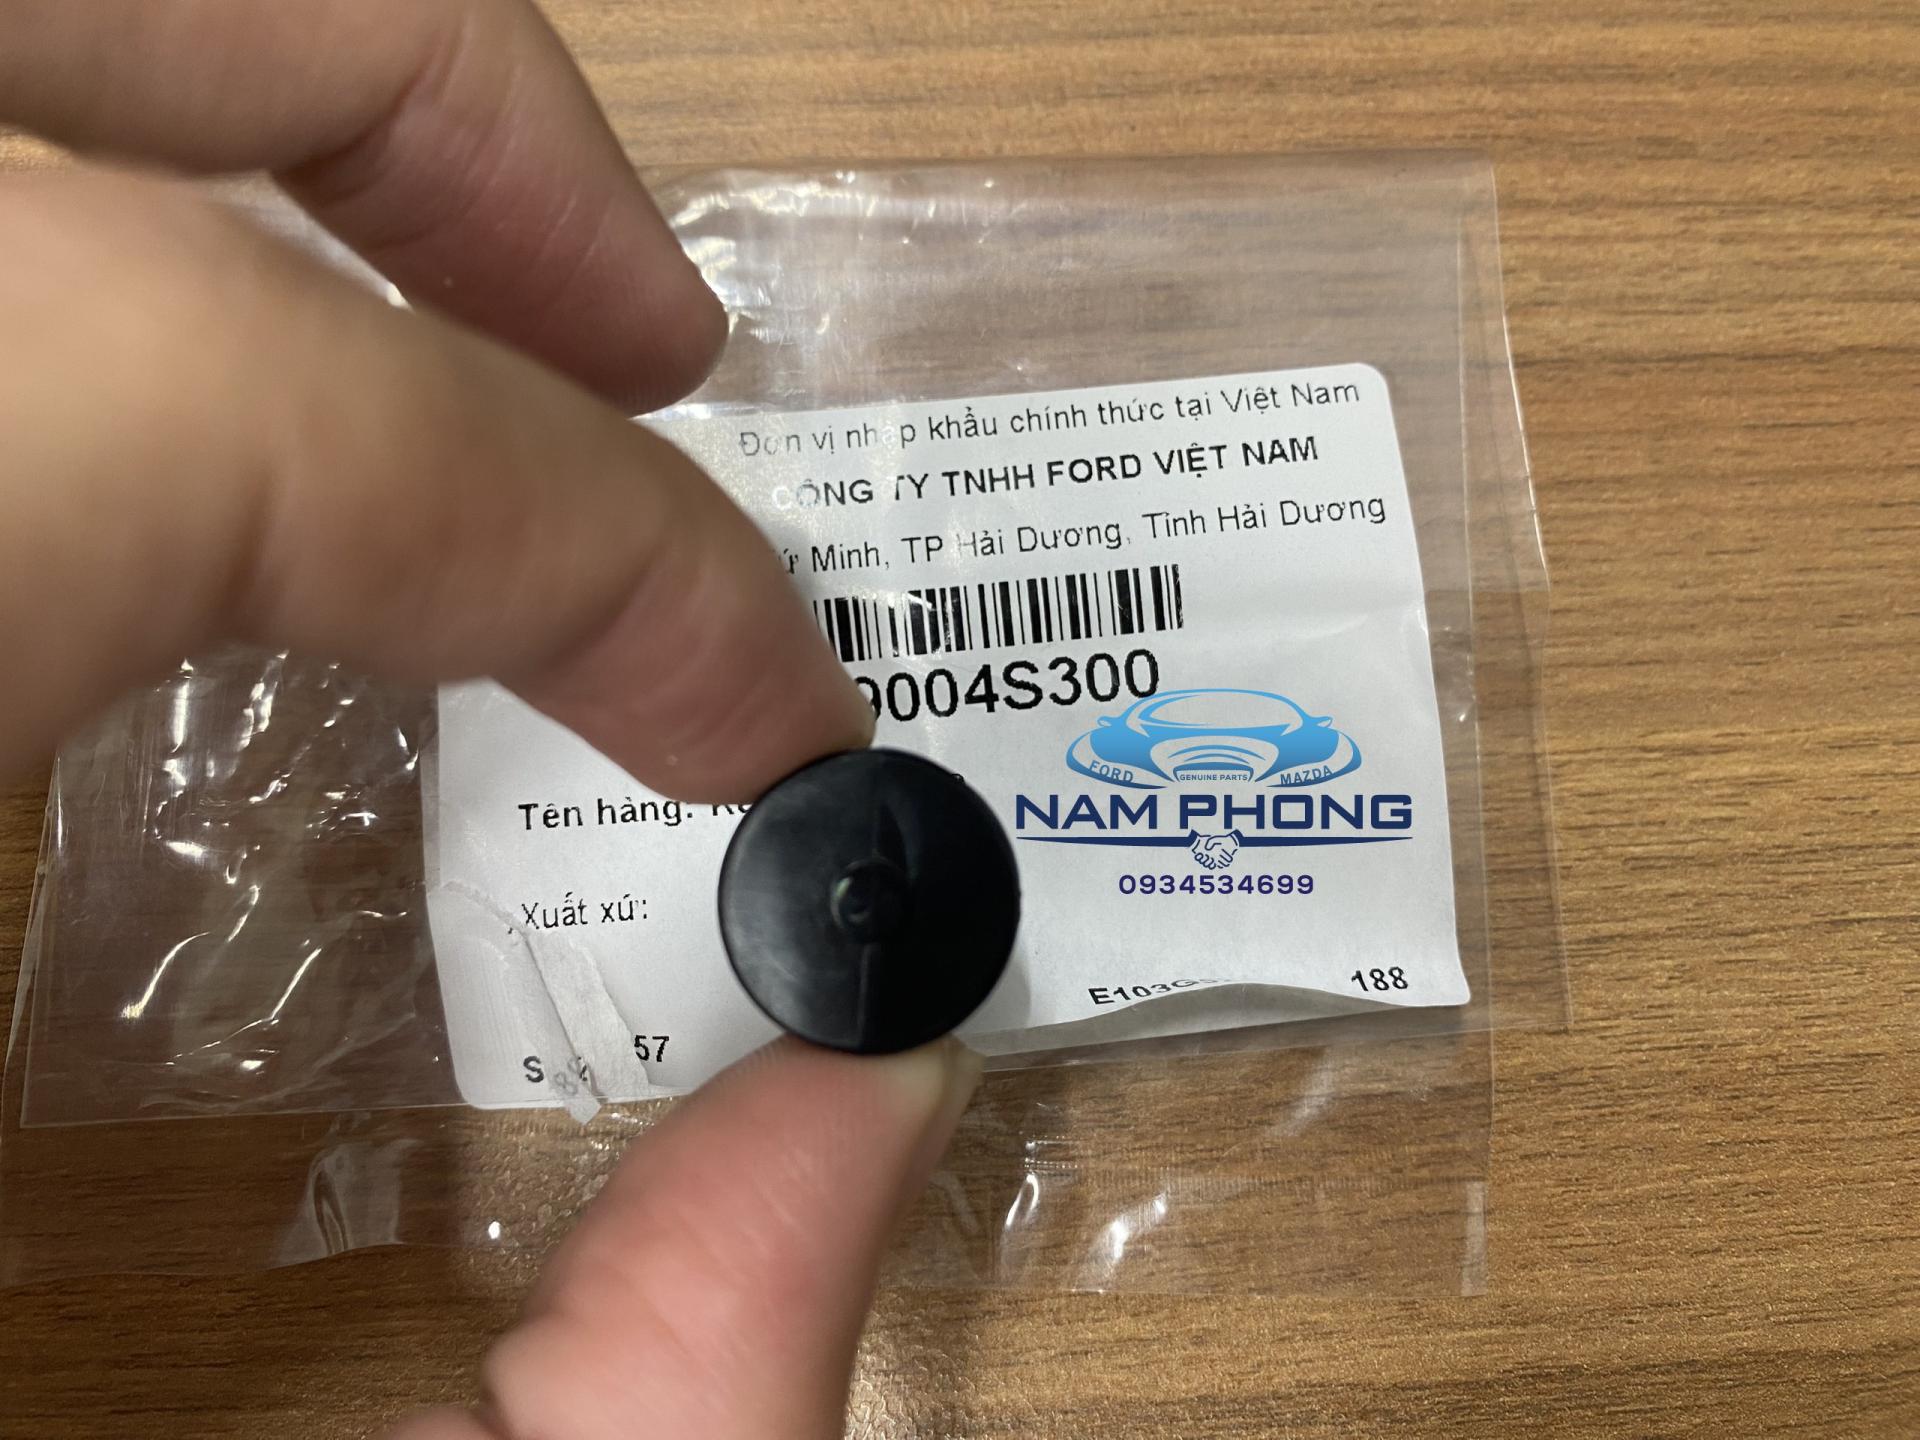 Đơn vị nhập khẩu chính thức tại Việt Nam
CÔNG TY TNHH FORD VIỆT NAM
Minh, TP Hải Dương, Tỉnh Hải Dương
9004S300
FORD GENUINE PARTS MAZDA
NAM PHONG
0934534699
Tên hàng:
Xuất xứ:
188
57